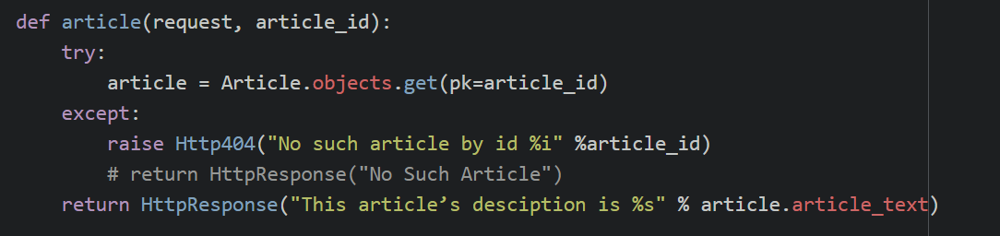 def article(request, article_id):
    try:
        article = Article.objects.get(pk=article_id)
    except:
        raise Http404("No such article by id %i" %article_id)
        # return HttpResponse("No Such Article")
    return HttpResponse("This article’s desciption is %s" % article.article_text)